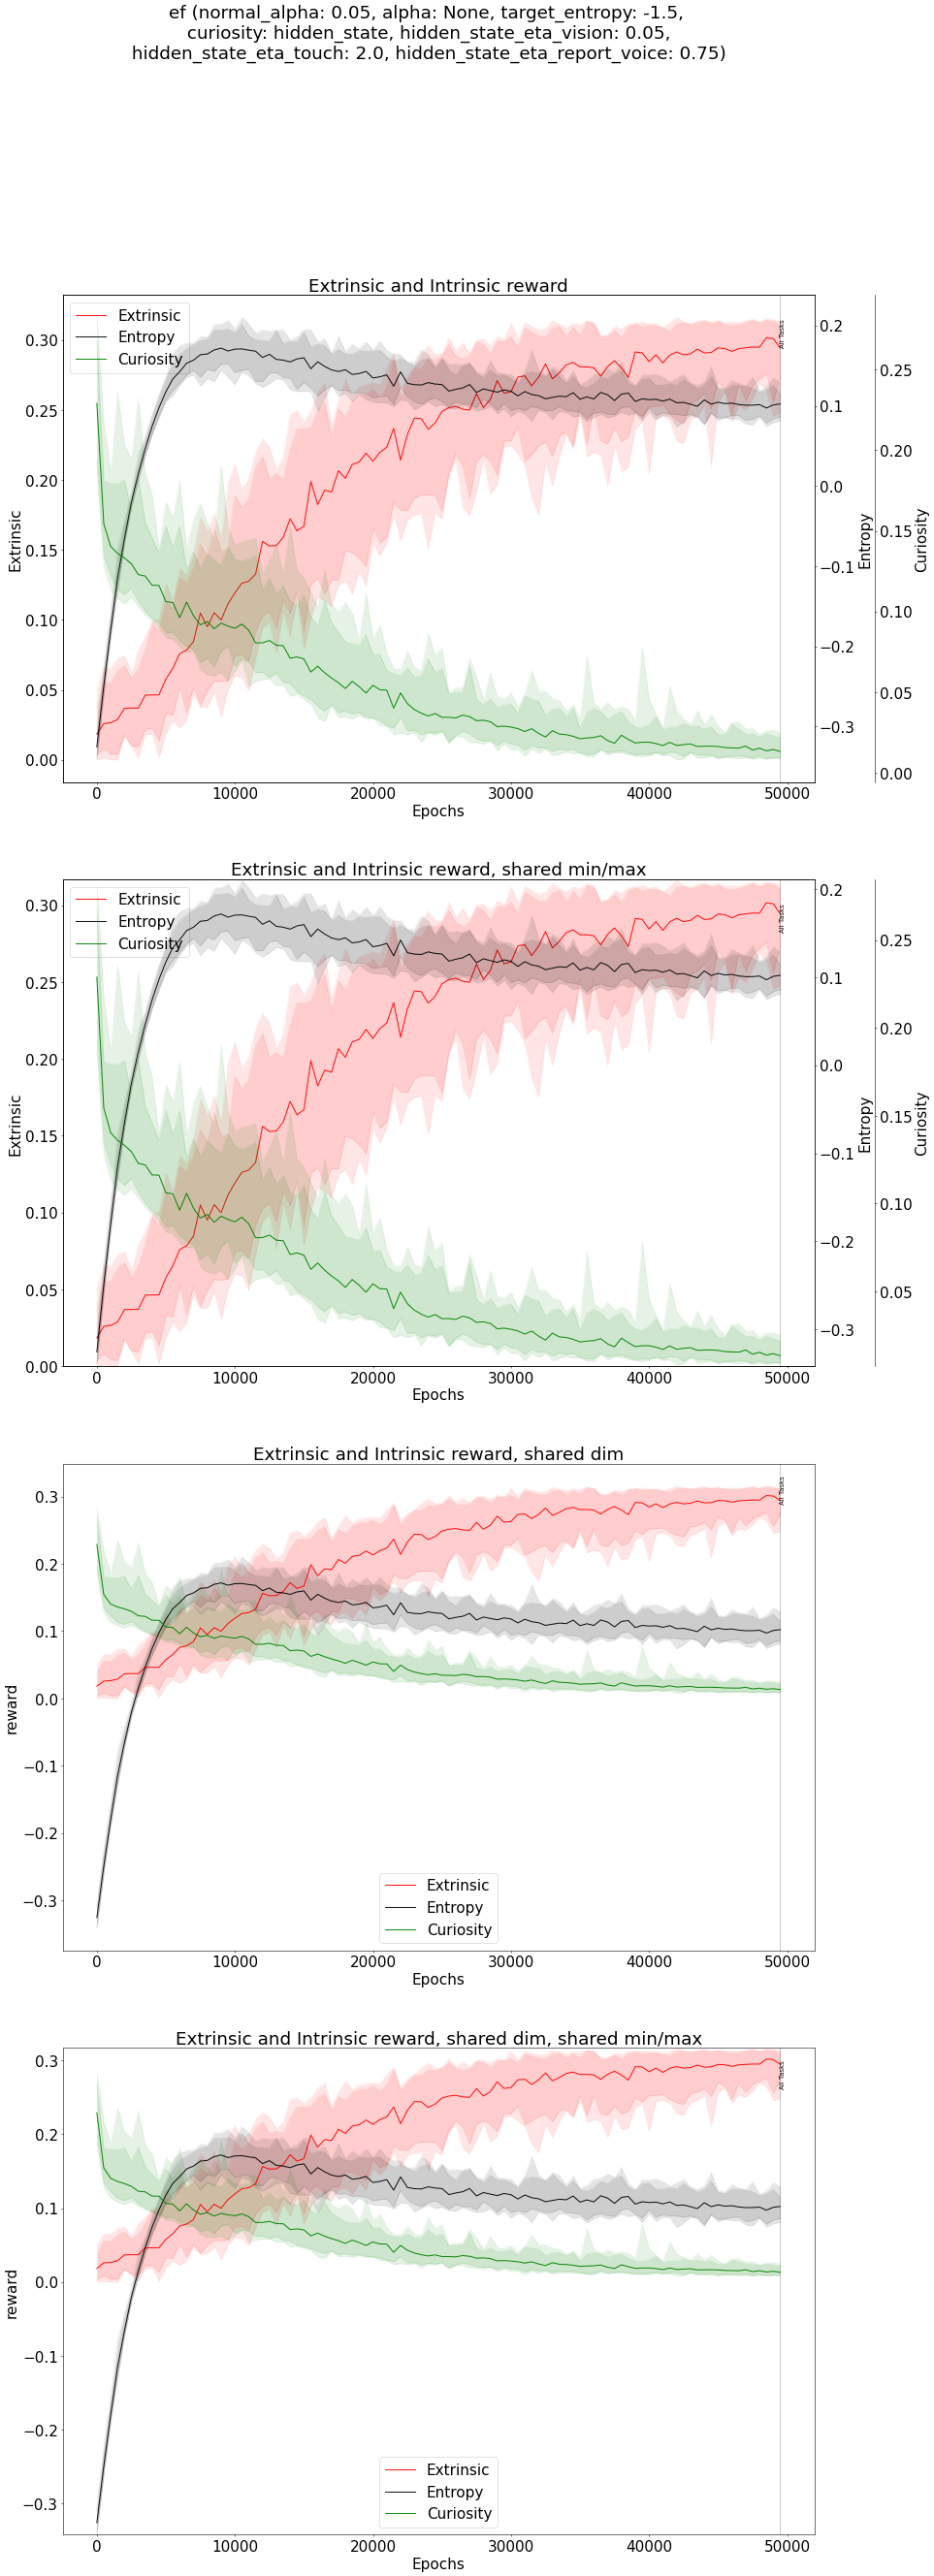 ef (normal_alpha: 0.05, alpha: None, target_entropy: -1.5,
curiosity: hidden_state, hidden_state_eta_vision: 0.05,
hidden_state_eta_touch: 2.0, hidden_state_eta_report_voice: 0.75)
Extrinsic and Intrinsic reward
Extrinsic
Entropy
Curiosity
All Tasks
0.30
0.25
0.20
0.15
0.10
0.05
0.00
Extrinsic
0.2
0.1
0.0
−0.1
−0.2
−0.3
Entropy
0.25
0.20
0.15
0.10
0.05
0.00
Curiosity
0 10000 20000 30000 40000 50000
Epochs
Extrinsic and Intrinsic reward, shared min/max
Extrinsic
Entropy
Curiosity
All Tasks
0.30
0.25
0.20
0.15
0.10
0.05
0.00
Extrinsic
0.2
0.1
0.0
−0.1
−0.2
−0.3
Entropy
0.25
0.20
0.15
0.10
0.05
Curiosity
0 10000 20000 30000 40000 50000
Epochs
Extrinsic and Intrinsic reward, shared dim
All Tasks
0.3
0.2
0.1
0.0
−0.1
−0.2
−0.3
reward
Extrinsic
Entropy
Curiosity
0 10000 20000 30000 40000 50000
Epochs
Extrinsic and Intrinsic reward, shared dim, shared min/max
All Tasks
0.3
0.2
0.1
0.0
−0.1
−0.2
−0.3
reward
Extrinsic
Entropy
Curiosity
0 10000 20000 30000 40000 50000
Epochs